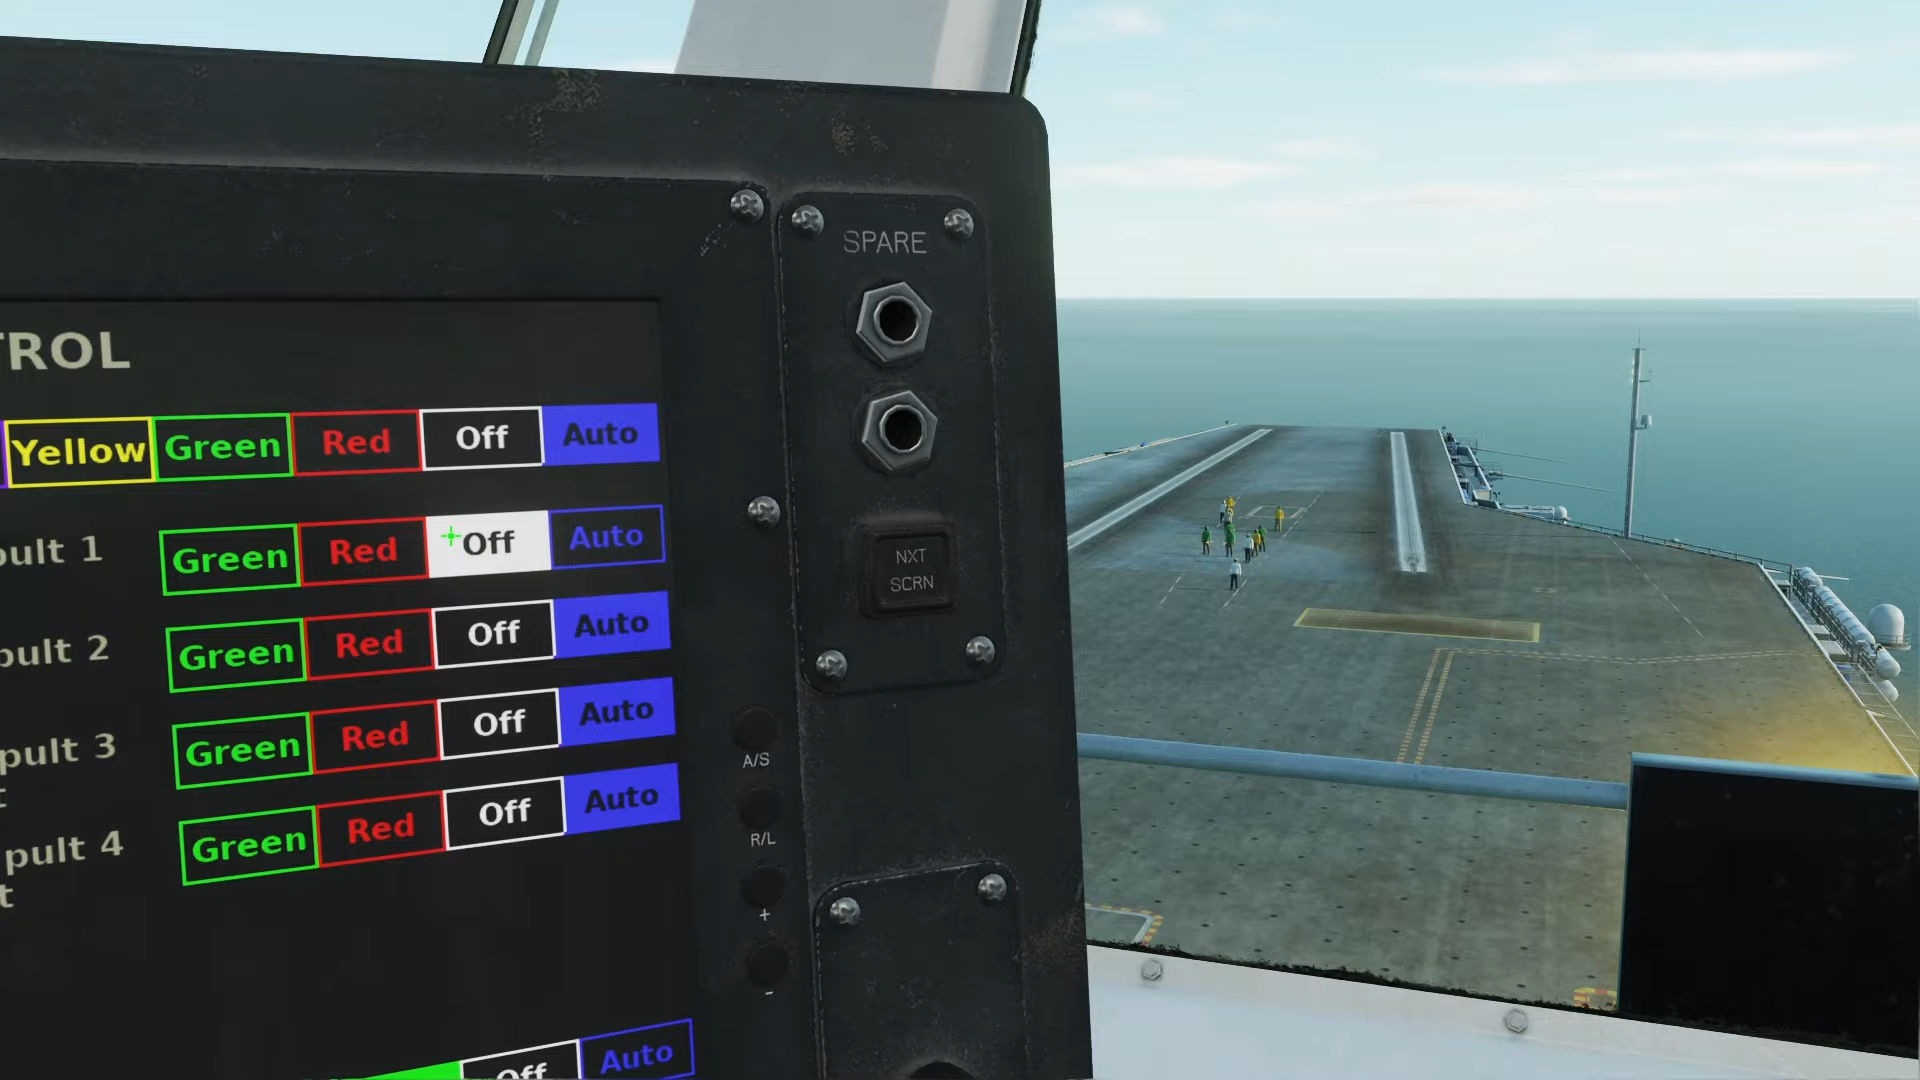 TROL
Yellow Green Red Off Auto
pult 1 Green Red Off Auto
pult 2 Green Red Off Auto
pult 3 Green Red Off Auto
t
pult 4 Green Red Off Auto
t
Off Auto
SPARE
NXT
SCRN
A/S
R/L
+
-